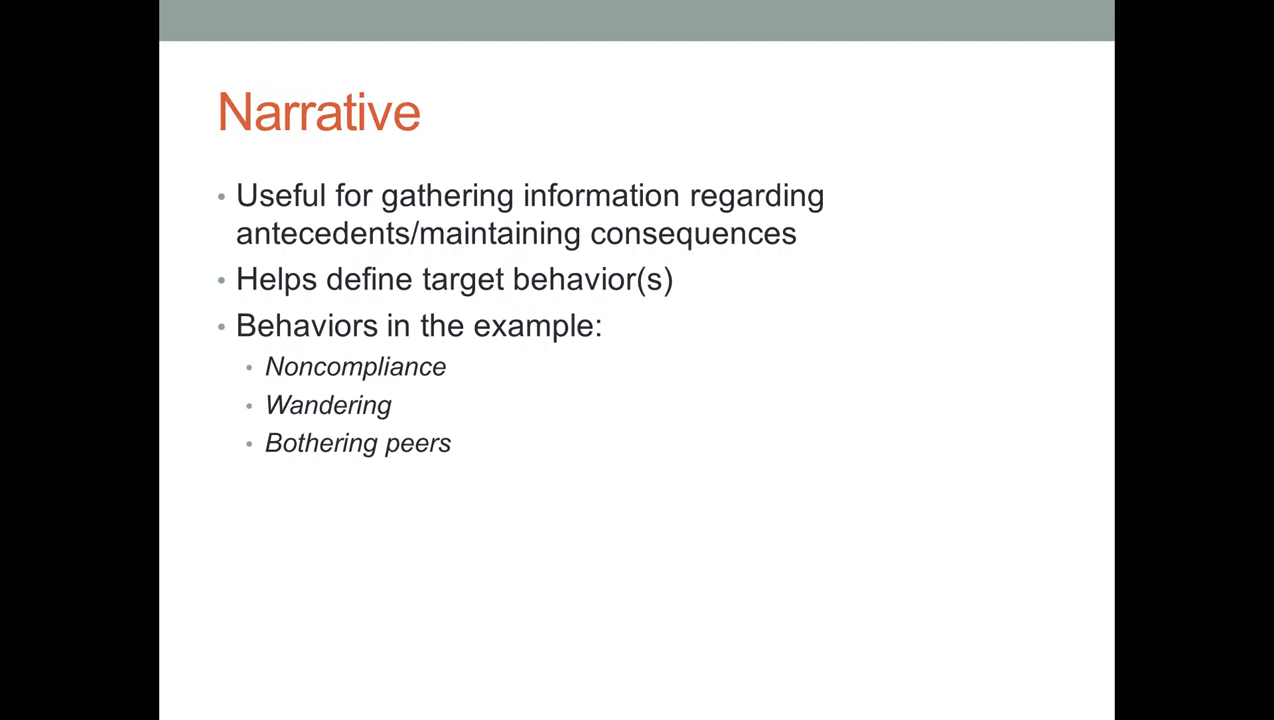 Narrative
• Useful for gathering information regarding
antecedents/maintaining consequences
• Helps define target behavior(s)
• Behaviors in the example:
• Noncompliance
• Wandering
• Bothering peers